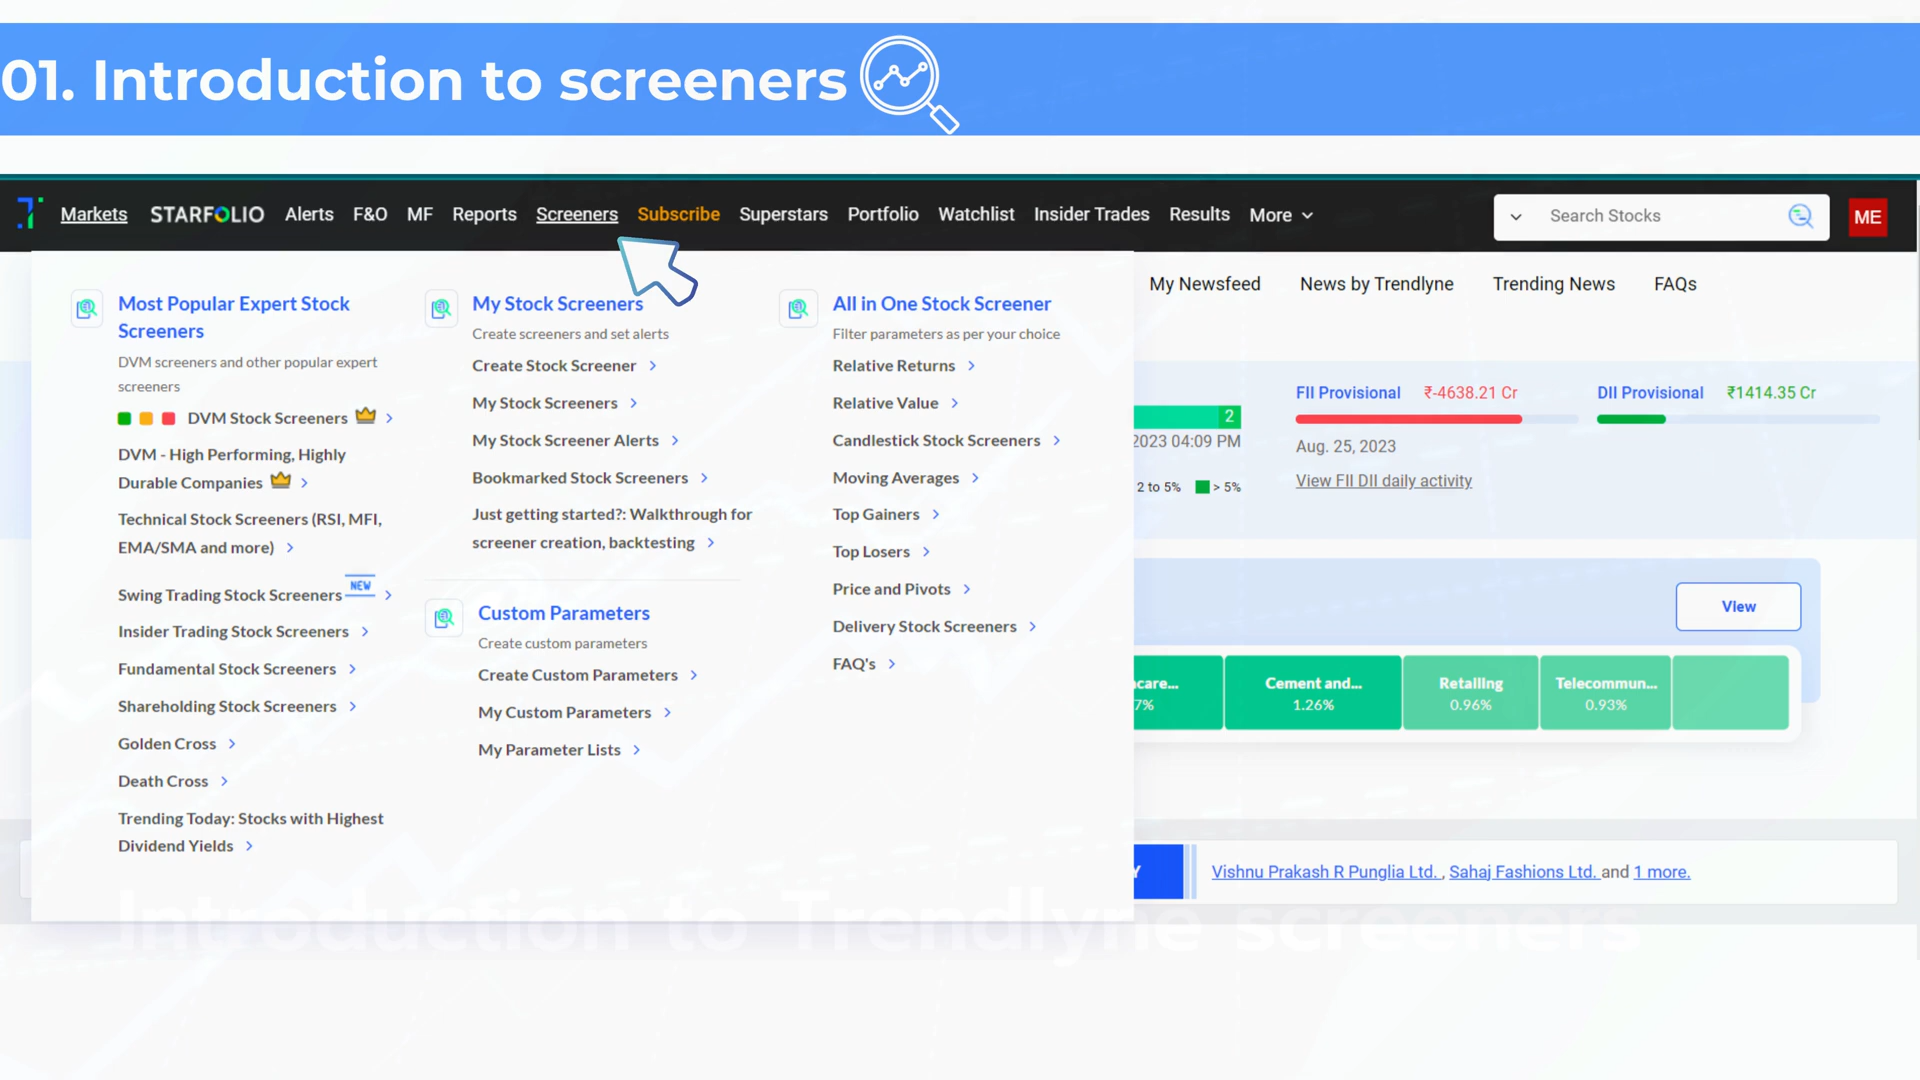 01. Introduction to screeners
Markets STARFOLIO Alerts F&O MF Reports Screeners Subscribe Superstars Portfolio Watchlist Insider Trades Results More Search Stocks ME
My Newsfeed News by Trendlyne Trending News FAQs
Most Popular Expert Stock
Screeners
DVM screeners and other popular expert
screeners
DVM Stock Screeners
DVM - High Performing, Highly
Durable Companies
Technical Stock Screeners (RSI, MFI,
EMA/SMA and more)
Swing Trading Stock Screeners NEW
Insider Trading Stock Screeners
Fundamental Stock Screeners
Shareholding Stock Screeners
Golden Cross
Death Cross
Trending Today: Stocks with Highest
Dividend Yields
My Stock Screeners
Create screeners and set alerts
Create Stock Screener
My Stock Screeners
My Stock Screener Alerts
Bookmarked Stock Screeners
Just getting started?: Walkthrough for
screener creation, backtesting
Custom Parameters
Create custom parameters
Create Custom Parameters
My Custom Parameters
My Parameter Lists
All in One Stock Screener
Filter parameters as per your choice
Relative Returns
Relative Value
Candlestick Stock Screeners
Moving Averages
Top Gainers
Top Losers
Price and Pivots
Delivery Stock Screeners
FAQ's
2
2023 04:09 PM
2 to 5% > 5%
FII Provisional ₹-4638.21 Cr
Aug. 25, 2023
View FII DII daily activity
DII Provisional ₹1414.35 Cr
View
care... Cement and... Retailing Telecommun...
7% 1.26% 0.96% 0.93%
Y Vishnu Prakash R Punglia Ltd. , Sahaj Fashions Ltd. and 1 more.
Introduction to Trendlyne screeners